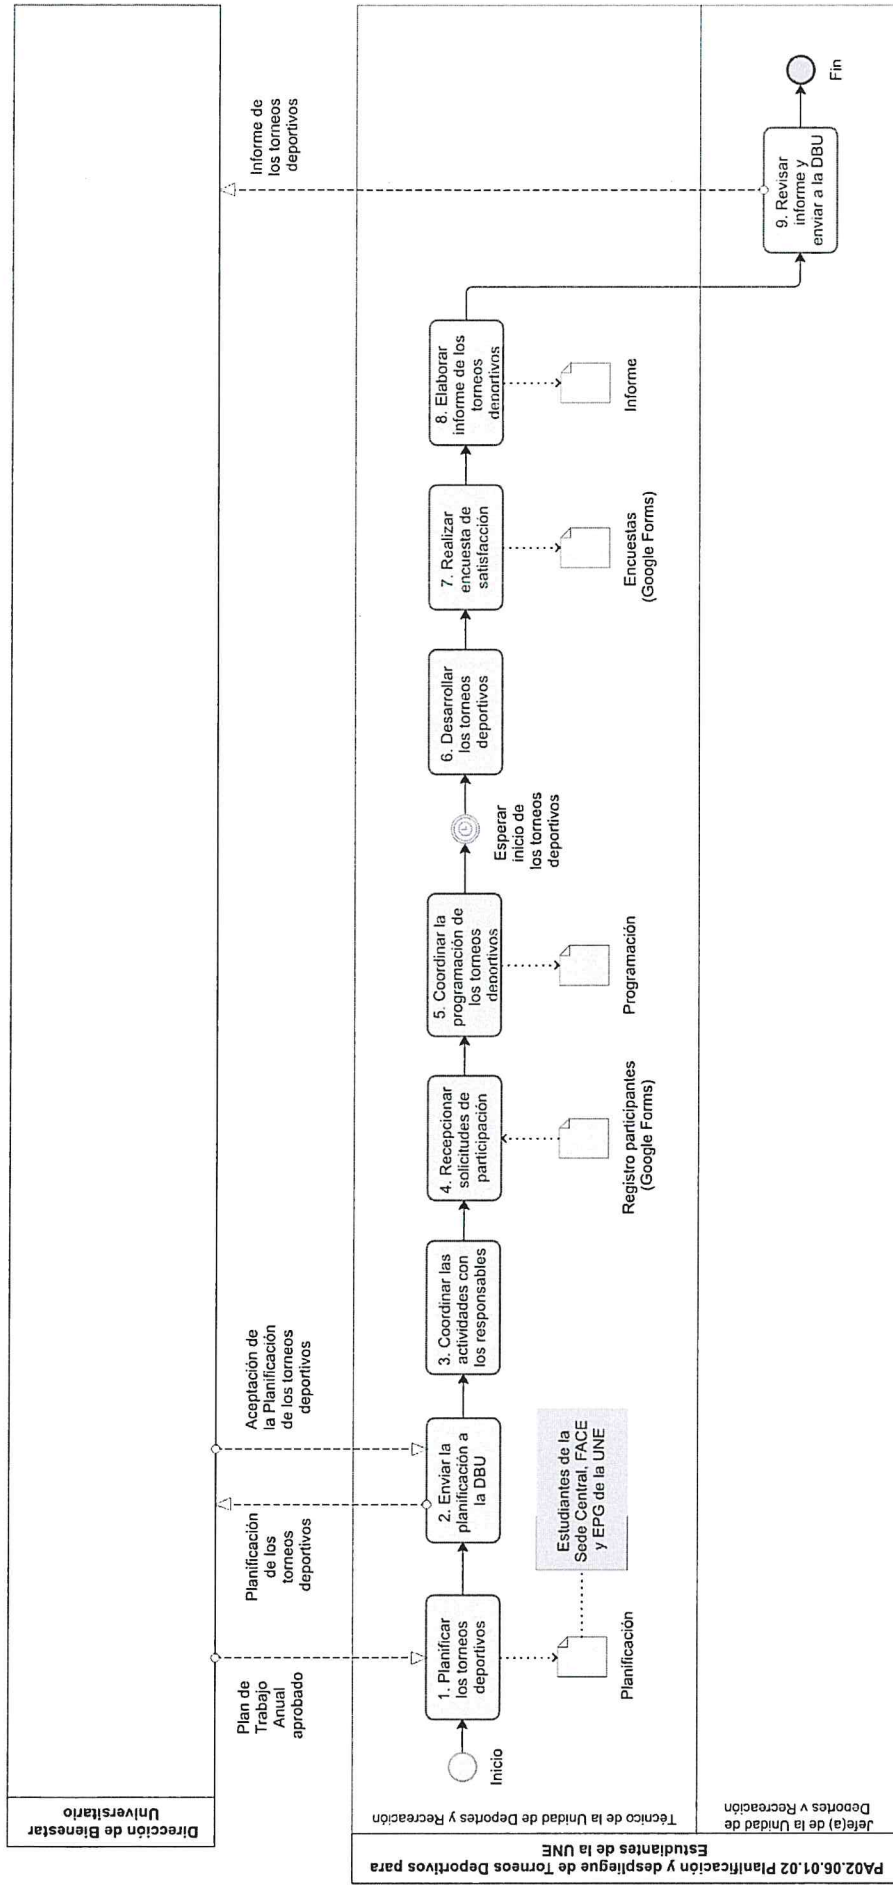 Dirección de Bienestar
Universitario
Plan de
Trabajo
Anual
aprobado
Planificación
de los
torneos
deportivos
Aceptación de
la Planificación
de los torneos
deportivos
Informe de
los torneos
deportivos
PA02.06.01.02 Planificación y despliegue de Torneos Deportivos para
Estudiantes de la UNE
Técnico de la Unidad de Deportes y Recreación
Inicio
1. Planificar
los torneos
deportivos
Planificación
Estudiantes de la
Sede Central, FACE
y EPG de la UNE
2. Enviar la
planificación a
la DBU
3. Coordinar las
actividades con
los responsables
4. Recepcionar
solicitudes de
participación
Registro participantes
(Google Forms)
5. Coordinar la
programación de
los torneos
deportivos
Programación
Esperar
inicio de
los torneos
deportivos
6. Desarrollar
los torneos
deportivos
7. Realizar
encuesta de
satisfacción
Encuestas
(Google Forms)
8. Elaborar
informe de los
torneos
deportivos
Informe
Jefe(a) de la Unidad de
Deportes y Recreación
9. Revisar
informe y
enviar a la DBU
Fin